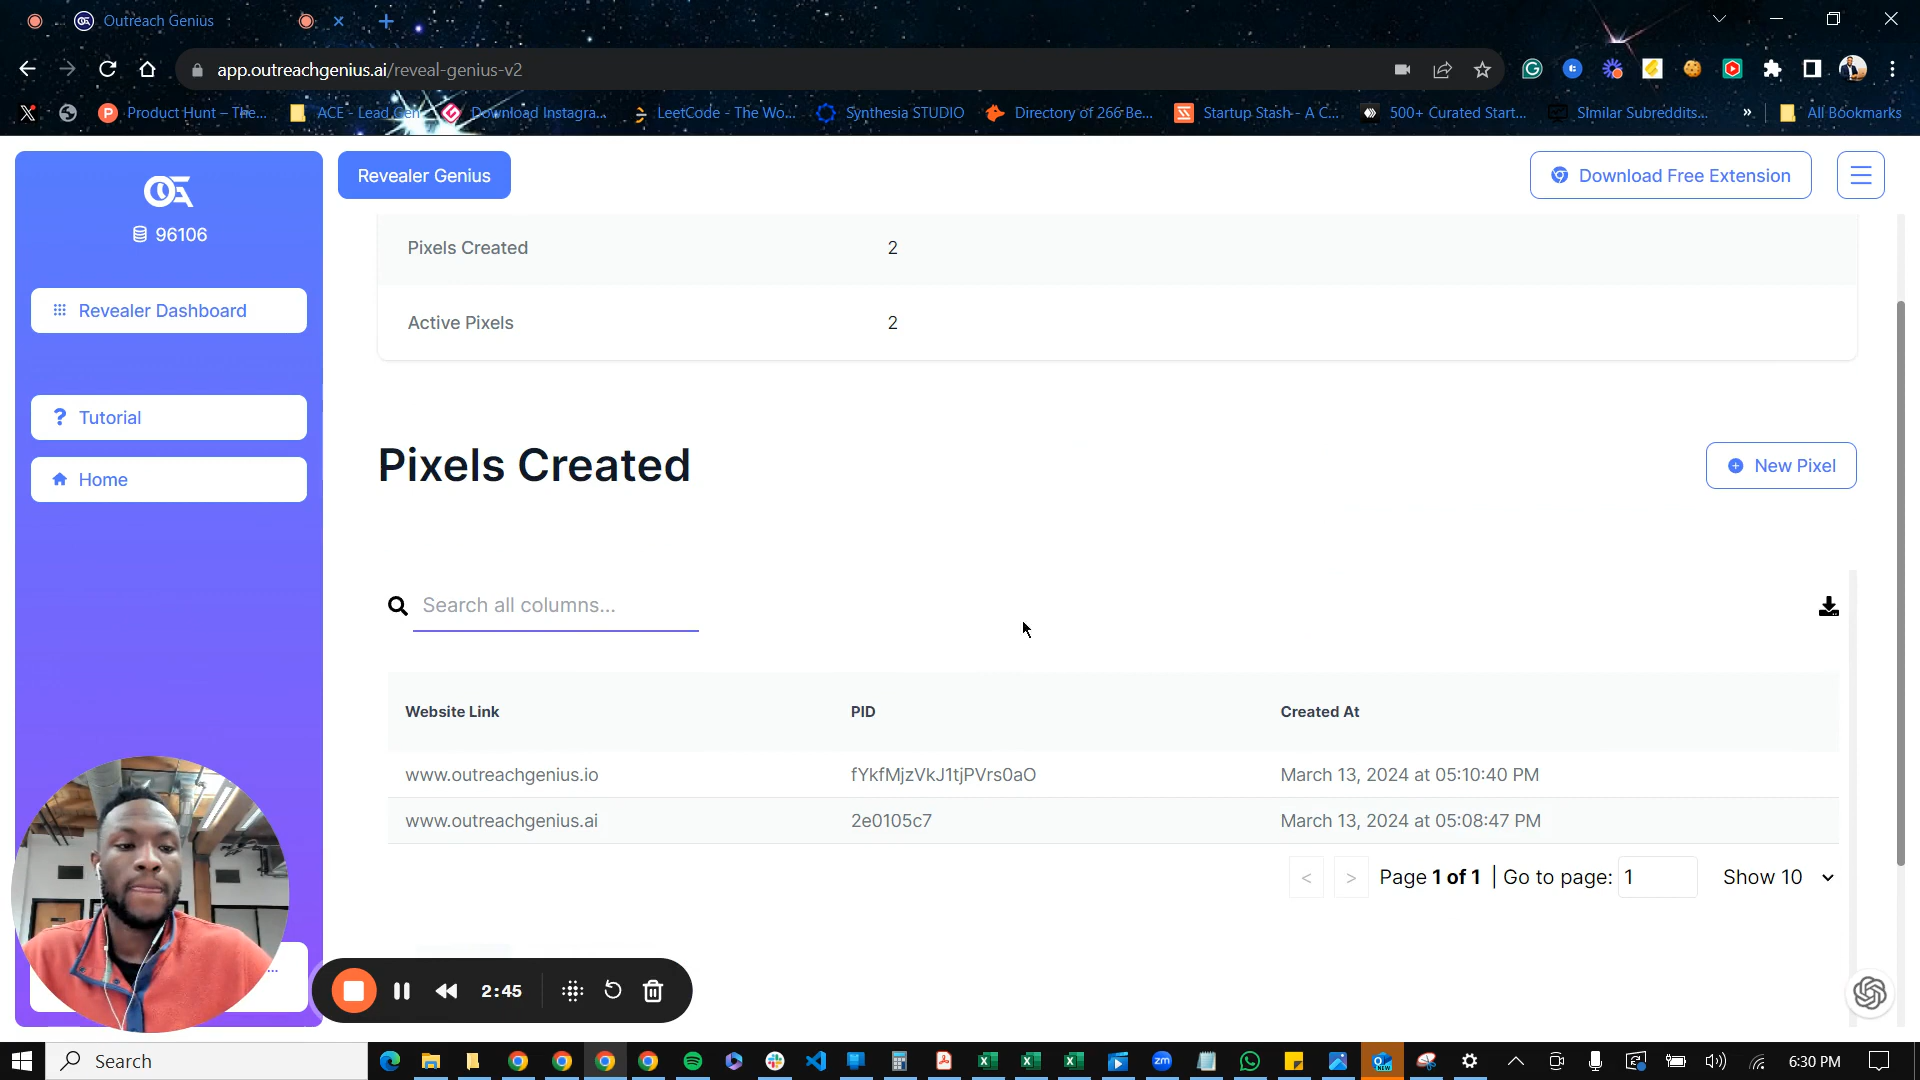 Outreach Genius
app.outreachgenius.ai/reveal-genius-v2
Product Hunt – The...
ACE - Lead Gen
Download Instagra...
LeetCode - The Wo...
Synthesia STUDIO
Directory of 266 Be...
Startup Stash - A C...
500+ Curated Start...
SImilar Subreddits...
»
All Bookmarks
96106
Revealer Dashboard
Tutorial
Home
Revealer Genius
Download Free Extension
Pixels Created 2
Active Pixels 2
Pixels Created
New Pixel
Search all columns...
Website Link PID Created At
www.outreachgenius.io fYkfMjzVkJ1tjPVrs0aO March 13, 2024 at 05:10:40 PM
www.outreachgenius.ai 2e0105c7 March 13, 2024 at 05:08:47 PM
< > Page 1 of 1 | Go to page: 1 Show 10
...
2:45
Search
6:30 PM